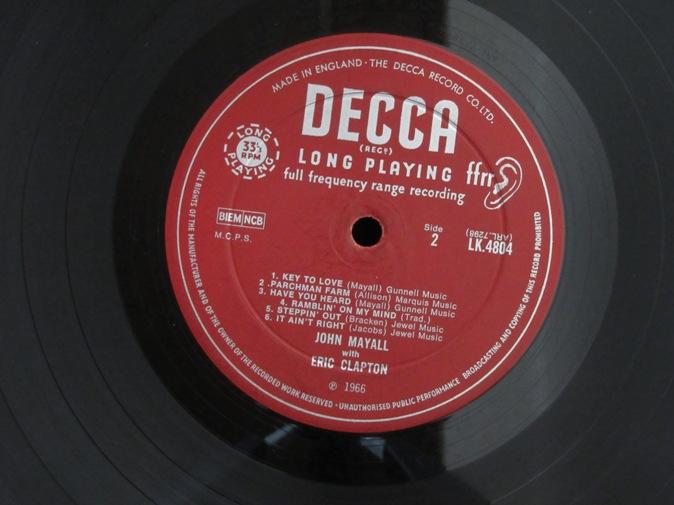 MADE IN ENGLAND · THE DECCA RECORD CO. LTD.
DECCA
(REGD)
LONG PLAYING
33⅓
RPM
LONG PLAYING
ffrr
full frequency range recording
BIEM NCB
M.C.P.S.
Side
2
(ARL.7298)
LK.4804
1. KEY TO LOVE (Mayall) Gunnell Music
2 .PARCHMAN FARM (Allison) Marquis Music
3. HAVE YOU HEARD (Mayall) Gunnell Music
4. RAMBLIN' ON MY MIND (Trad.)
5. STEPPIN' OUT (Bracken) Jewel Music
6. IT AIN'T RIGHT (Jacobs) Jewel Music
JOHN MAYALL
with
ERIC CLAPTON
℗ 1966
ALL RIGHTS OF THE MANUFACTURER AND OF THE OWNER OF THE RECORDED WORK RESERVED · UNAUTHORISED PUBLIC PERFORMANCE BROADCASTING AND COPYING OF THIS RECORD PROHIBITED